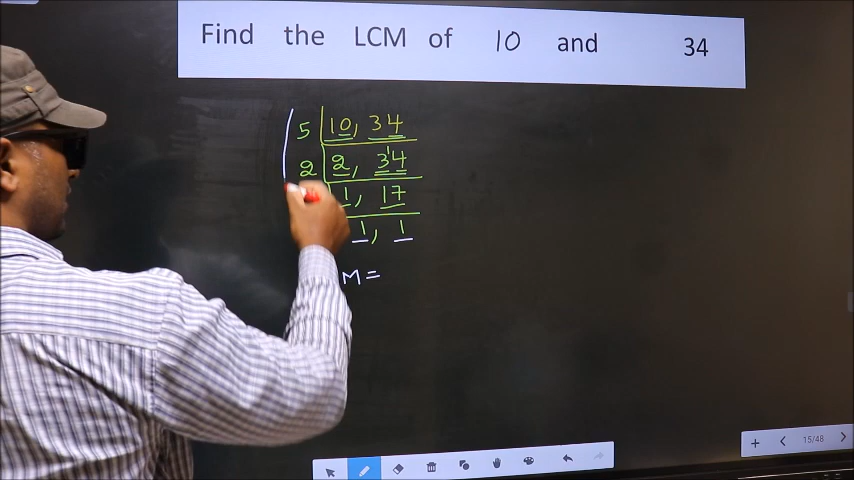 Find the LCM of 10 and 34
5 10, 34
2 2, 34
1, 17
1, 1
M =
15/48